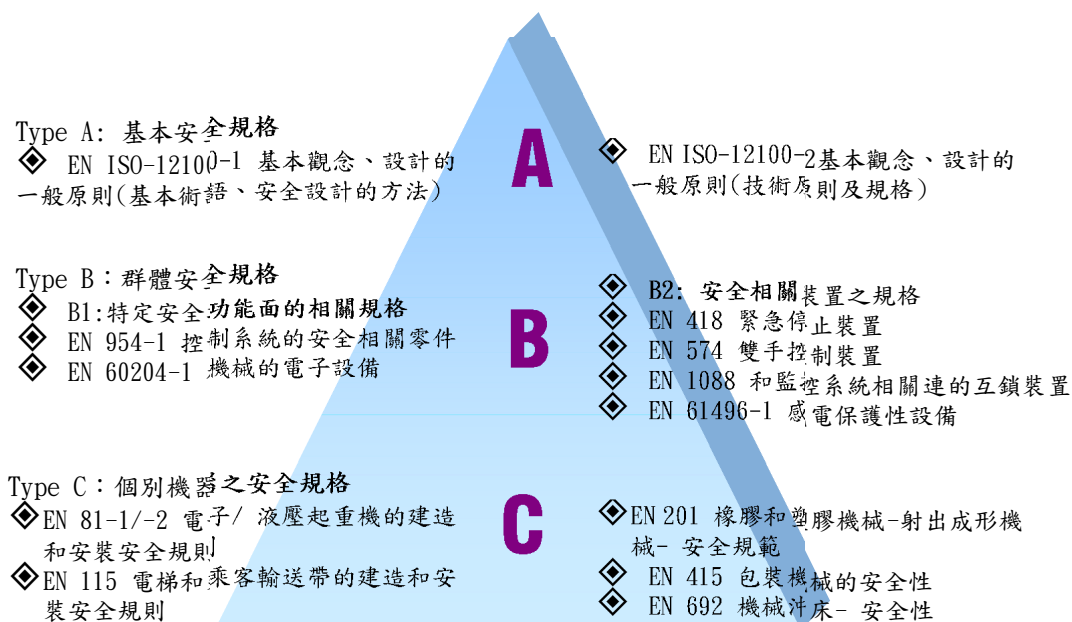 Type A: 基本安全規格
◈ EN ISO-12100-1 基本觀念、設計的
一般原則(基本術語、安全設計的方法)
A
◈ EN ISO-12100-2基本觀念、設計的
一般原則(技術原則及規格)
Type B：群體安全規格
◈ B1:特定安全功能面的相關規格
◈ EN 954-1 控制系統的安全相關零件
◈ EN 60204-1 機械的電子設備
B
◈ B2: 安全相關裝置之規格
◈ EN 418 緊急停止裝置
◈ EN 574 雙手控制裝置
◈ EN 1088 和監控系統相關連的互鎖裝置
◈ EN 61496-1 感電保護性設備
Type C：個別機器之安全規格
◈EN 81-1/-2 電子/ 液壓起重機的建造
和安裝安全規則
◈EN 115 電梯和乘客輸送帶的建造和安
裝安全規則
C
◈EN 201 橡膠和塑膠機械-射出成形機
械- 安全規範
◈ EN 415 包裝機械的安全性
◈ EN 692 機械沖床- 安全性